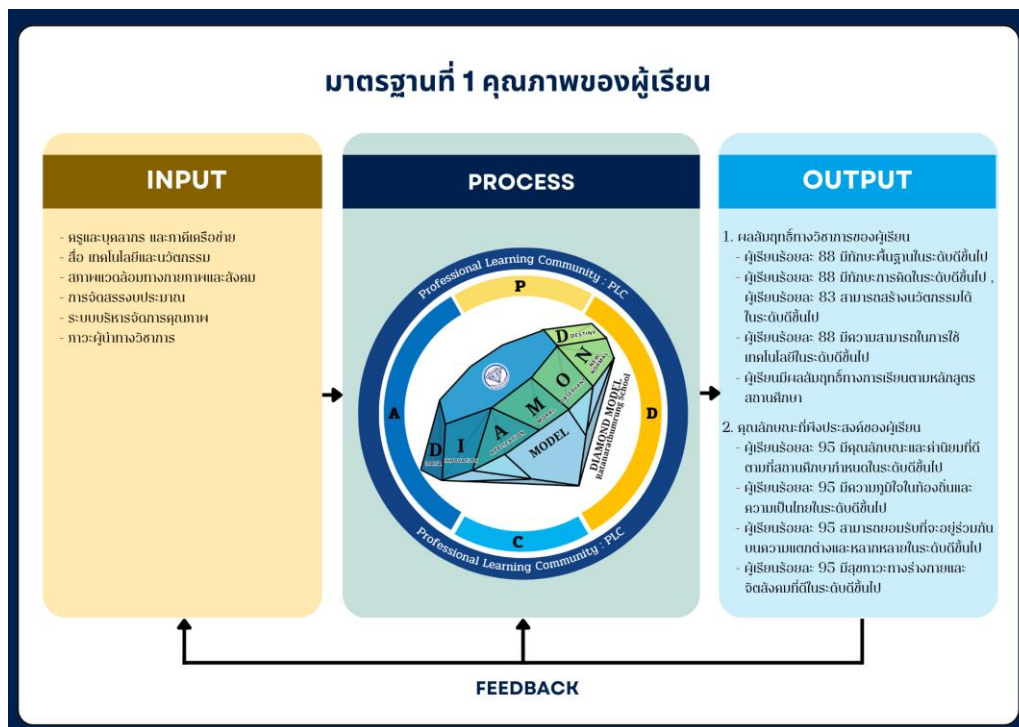 มาตรฐานที่ 1 คุณภาพของผู้เรียน
INPUT
- ครูและบุคลากร และภาคีเครือข่าย
- สื่อ เทคโนโลยีและนวัตกรรม
- สภาพแวดล้อมทางกายภาพและสังคม
- การจัดสรรงบประมาณ
- ระบบบริหารจัดการคุณภาพ
- ภาวะผู้นำทางวิชาการ
PROCESS
Professional Learning Community : PLC
P
D
C
A
D
DATA
I
INNOVATION
A
M
MORAL
O
N
NEW NORMAL
D
DESTINY
MODEL
DIAMOND MODEL
Ratanarathbumrung School
Professional Learning Community : PLC
OUTPUT
1. ผลสัมฤทธิ์ทางวิชาการของผู้เรียน
- ผู้เรียนร้อยละ 88 มีทักษะพื้นฐานในระดับดีขึ้นไป
- ผู้เรียนร้อยละ 88 มีทักษะการคิดในระดับดีขึ้นไป ,
ผู้เรียนร้อยละ 83 สามารถสร้างนวัตกรรมได้
ในระดับดีขึ้นไป
- ผู้เรียนร้อยละ 88 มีความสามารถในการใช้
เทคโนโลยีในระดับดีขึ้นไป
- ผู้เรียนมีผลสัมฤทธิ์ทางการเรียนตามหลักสูตร
สถานศึกษา
2. คุณลักษณะที่พึงประสงค์ของผู้เรียน
- ผู้เรียนร้อยละ 95 มีคุณลักษณะและค่านิยมที่ดี
ตามที่สถานศึกษากำหนดในระดับดีขึ้นไป
- ผู้เรียนร้อยละ 95 มีความภูมิใจในท้องถิ่นและ
ความเป็นไทยในระดับดีขึ้นไป
- ผู้เรียนร้อยละ 95 สามารถยอมรับที่จะอยู่ร่วมกัน
บนความแตกต่างและหลากหลายในระดับดีขึ้นไป
- ผู้เรียนร้อยละ 95 มีสุขภาวะทางร่างกายและ
จิตสังคมที่ดีในระดับดีขึ้นไป
FEEDBACK